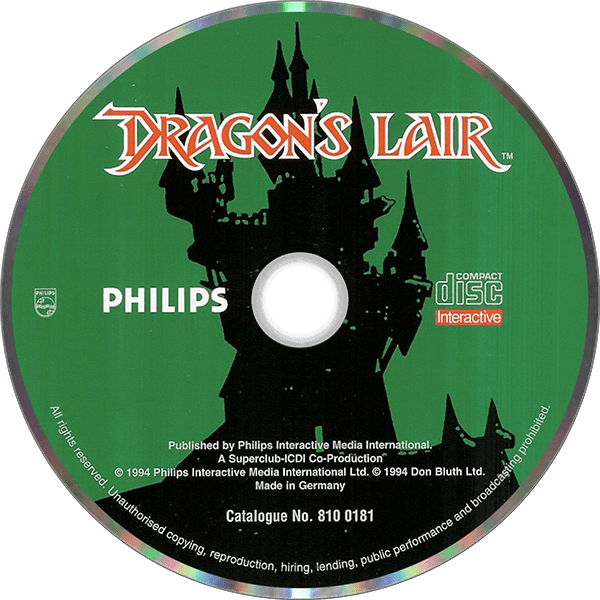 DRAGON'S LAIR™
PHILIPS
PHILIPS
COMPACT
disc
Interactive
Published by Philips Interactive Media International.
A Superclub-ICDI Co-Production
© 1994 Philips Interactive Media International Ltd. © 1994 Don Bluth Ltd.
Made in Germany
Catalogue No. 810 0181
All rights reserved. Unauthorised copying, reproduction, hiring, lending, public performance and broadcasting prohibited.